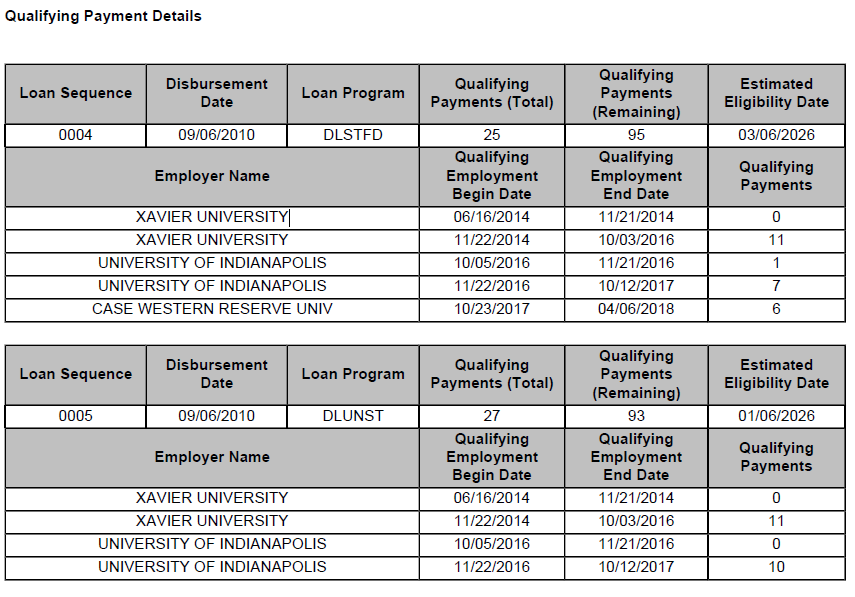 Qualifying Payment Details
Loan Sequence Disbursement Date Loan Program Qualifying Payments (Total) Qualifying Payments (Remaining) Estimated Eligibility Date
0004 09/06/2010 DLSTFD 25 95 03/06/2026
Employer Name Qualifying Employment Begin Date Qualifying Employment End Date Qualifying Payments
XAVIER UNIVERSITY 06/16/2014 11/21/2014 0
XAVIER UNIVERSITY 11/22/2014 10/03/2016 11
UNIVERSITY OF INDIANAPOLIS 10/05/2016 11/21/2016 1
UNIVERSITY OF INDIANAPOLIS 11/22/2016 10/12/2017 7
CASE WESTERN RESERVE UNIV 10/23/2017 04/06/2018 6
Loan Sequence Disbursement Date Loan Program Qualifying Payments (Total) Qualifying Payments (Remaining) Estimated Eligibility Date
0005 09/06/2010 DLUNST 27 93 01/06/2026
Employer Name Qualifying Employment Begin Date Qualifying Employment End Date Qualifying Payments
XAVIER UNIVERSITY 06/16/2014 11/21/2014 0
XAVIER UNIVERSITY 11/22/2014 10/03/2016 11
UNIVERSITY OF INDIANAPOLIS 10/05/2016 11/21/2016 0
UNIVERSITY OF INDIANAPOLIS 11/22/2016 10/12/2017 10